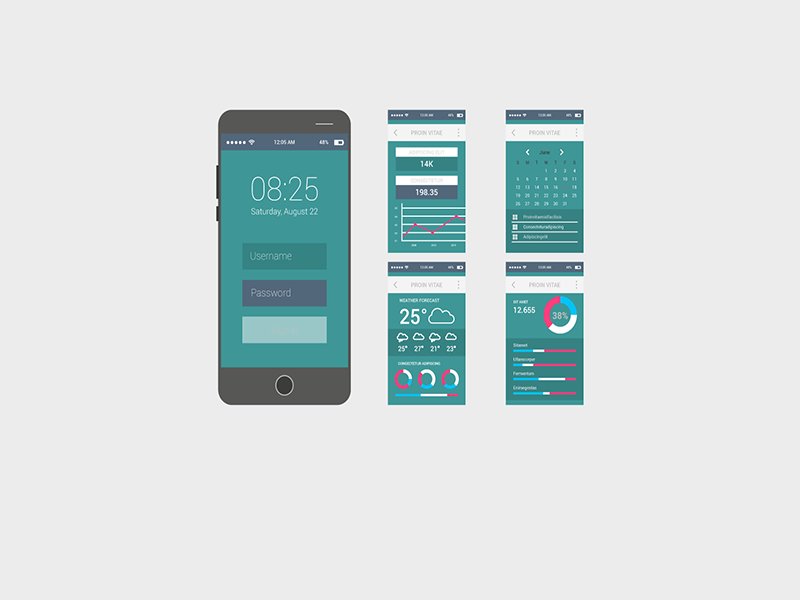 12:05 AM 48%
08:25
Saturday, August 22
Username
Password
12:05 AM 48%
PROIN VITAE
ADIPISCING ELIT
14K
CONSECTETUR
198.35
12:05 AM 48%
PROIN VITAE
June
S M T W T F S
1 2 3 4
5 6 7 8 9 10 11
12 13 14 15 16 17 18
19 20 21 22 23 24 25
26 27 28 29 30 31
Proinvitaemidfacilisis
Consecteturadipiscing
Adipiscingelit
12:05 AM 48%
PROIN VITAE
WEATHER FORECAST
25°
25° 27° 21° 23°
CONSECTETUR ADIPISCING
12:05 AM 48%
PROIN VITAE
SIT AMET
12.655
38%
Sitamet
Ullamcorper
Fermentum
Grategestas